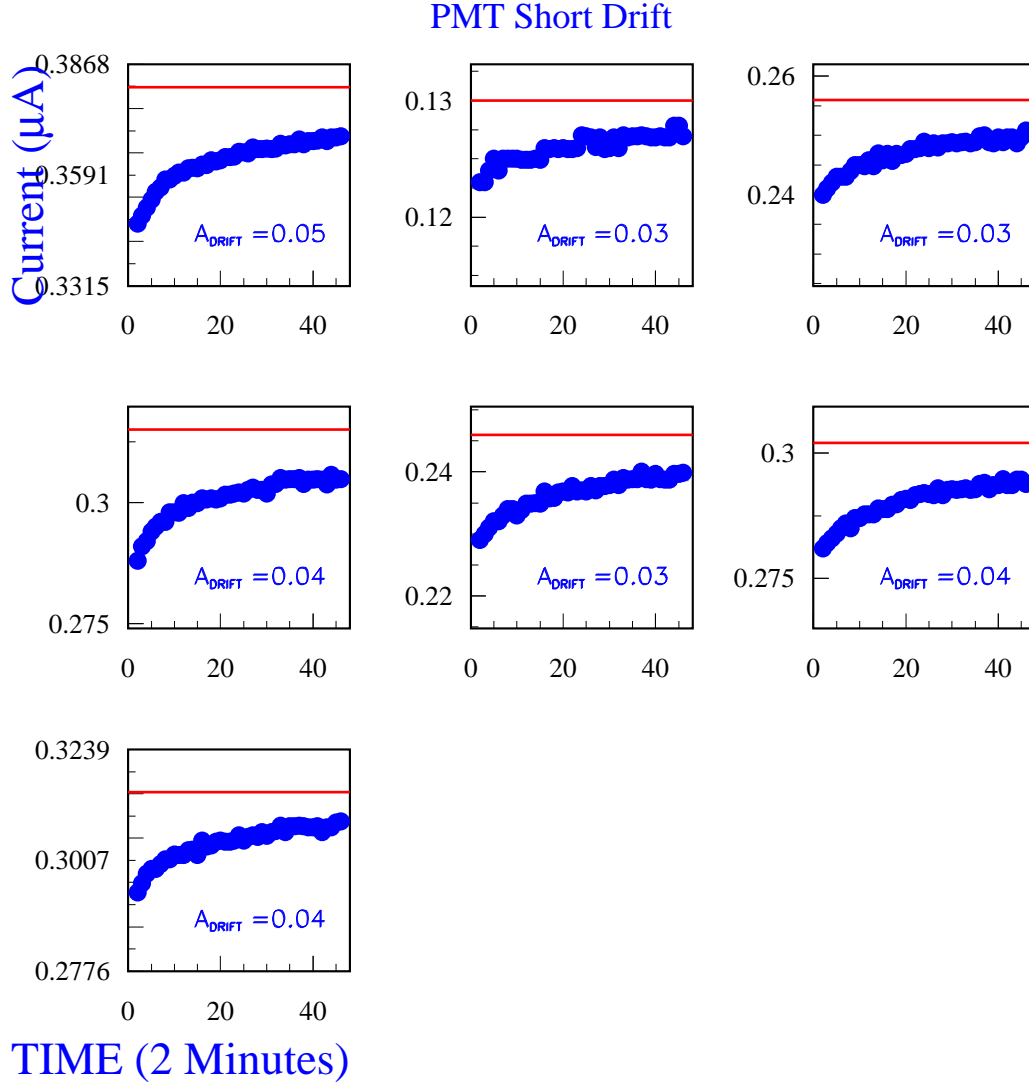 PMT Short Drift
Current (μA)
0.3868
0.3591
0.3315
A_DRIFT = 0.05
0 20 40
0.13
0.12
A_DRIFT = 0.03
0 20 40
0.26
0.24
A_DRIFT = 0.03
0 20 40
0.3
0.275
A_DRIFT = 0.04
0 20 40
0.24
0.22
A_DRIFT = 0.03
0 20 40
0.3
0.275
A_DRIFT = 0.04
0 20 40
0.3239
0.3007
0.2776
A_DRIFT = 0.04
0 20 40
TIME (2 Minutes)